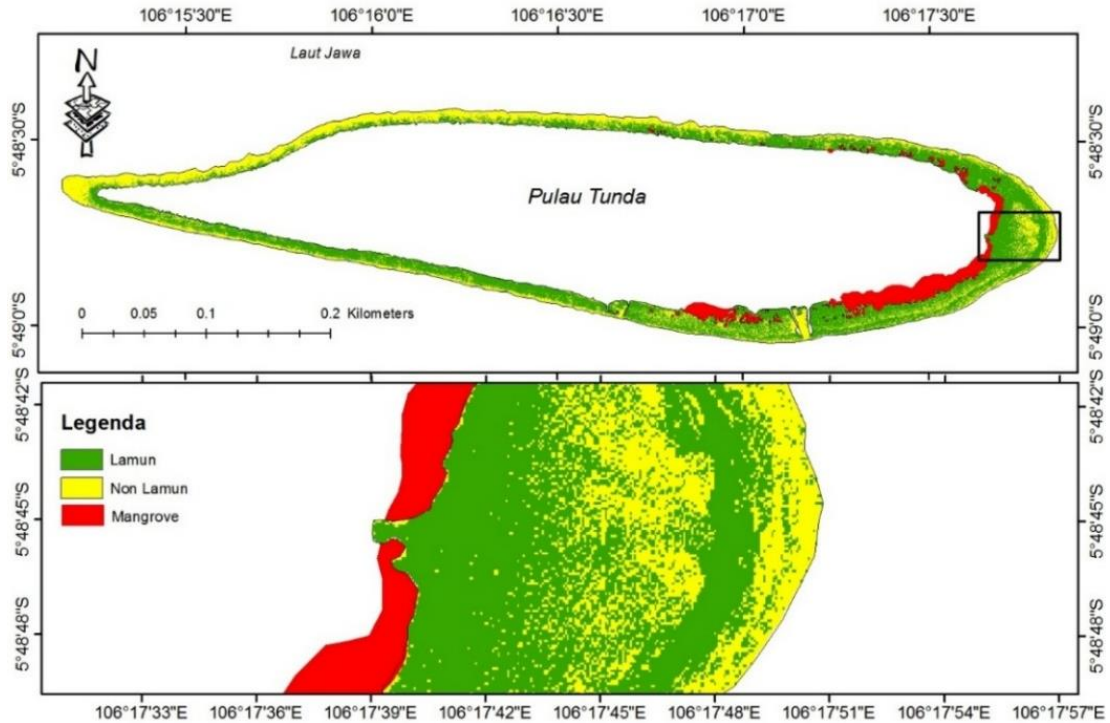 106°15'30"E 106°16'0"E 106°16'30"E 106°17'0"E 106°17'30"E
N
Laut Jawa
5°48'30"S 5°48'30"S
Pulau Tunda
0 0.05 0.1 0.2 Kilometers
5°49'0"S 5°49'0"S
5°48'42"S 5°48'42"S
Legenda
Lamun
Non Lamun
Mangrove
5°48'45"S 5°48'45"S
5°48'48"S 5°48'48"S
106°17'33"E 106°17'36"E 106°17'39"E 106°17'42"E 106°17'45"E 106°17'48"E 106°17'51"E 106°17'54"E 106°17'57"E